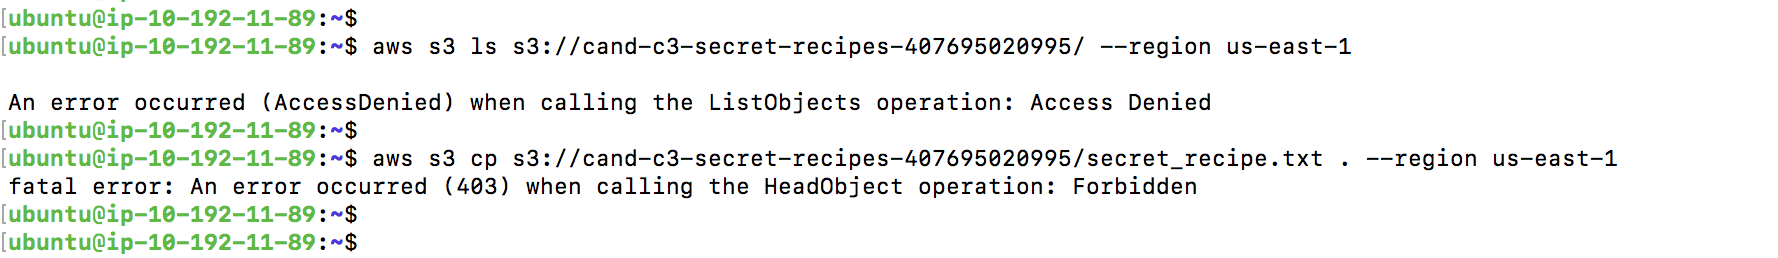 [ubuntu@ip-10-192-11-89:~$
[ubuntu@ip-10-192-11-89:~$ aws s3 ls s3://cand-c3-secret-recipes-407695020995/ --region us-east-1
An error occurred (AccessDenied) when calling the ListObjects operation: Access Denied
[ubuntu@ip-10-192-11-89:~$
[ubuntu@ip-10-192-11-89:~$ aws s3 cp s3://cand-c3-secret-recipes-407695020995/secret_recipe.txt . --region us-east-1
fatal error: An error occurred (403) when calling the HeadObject operation: Forbidden
[ubuntu@ip-10-192-11-89:~$
[ubuntu@ip-10-192-11-89:~$